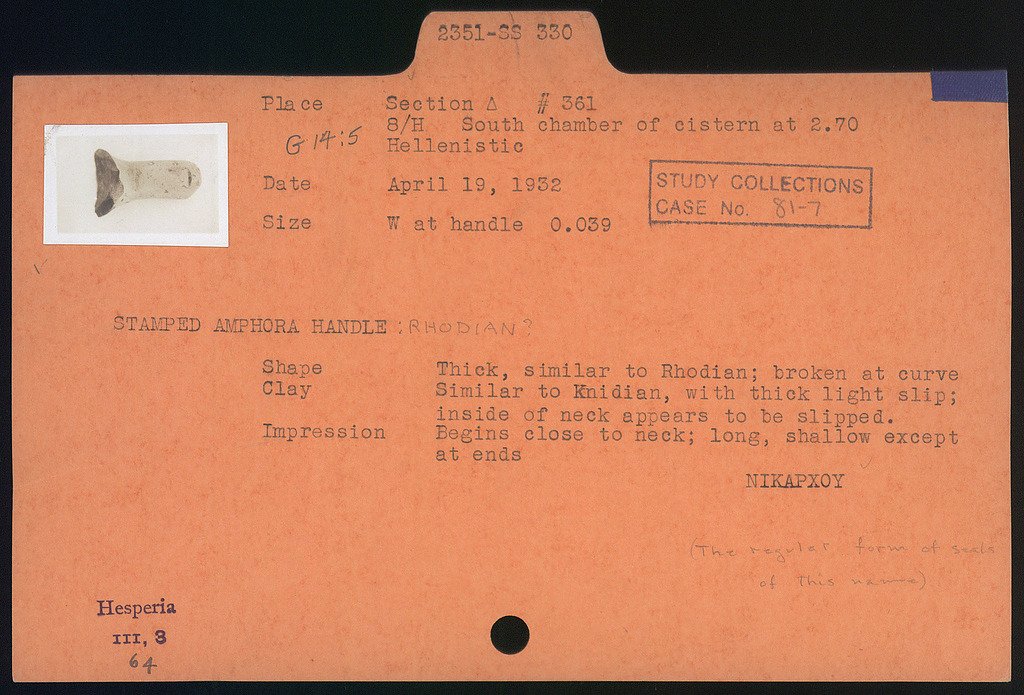 2351-SS 330
Place Section Δ # 361
G 14:5 8/H South chamber of cistern at 2.70
Hellenistic
Date April 19, 1932
Size W at handle 0.039
STUDY COLLECTIONS
CASE No. 81-7
STAMPED AMPHORA HANDLE : RHODIAN?
Shape Thick, similar to Rhodian; broken at curve
Clay Similar to Knidian, with thick light slip;
inside of neck appears to be slipped.
Impression Begins close to neck; long, shallow except
at ends
ΝΙΚΑΡΧΟΥ
(The regular form of seals
of this name)
Hesperia
III, 3
64